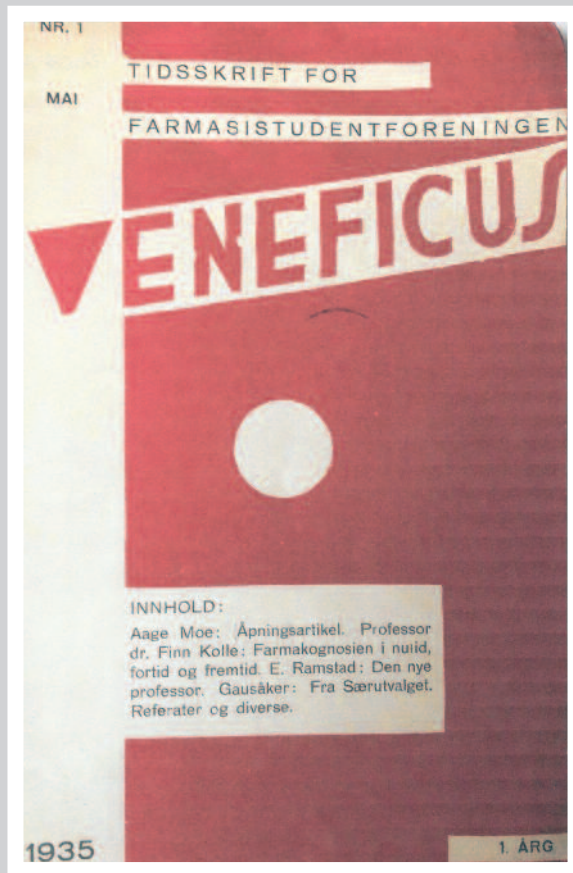 NR. 1
MAI
TIDSSKRIFT FOR
FARMASISTUDENTFORENINGEN
VENEFICUS
INNHOLD:
Aage Moe: Åpningsartikel. Professor
dr. Finn Kolle: Farmakognosien i nutid,
fortid og fremtid. E. Ramstad: Den nye
professor. Gausåker: Fra Særutvalget.
Referater og diverse.
1935
1. ÅRG